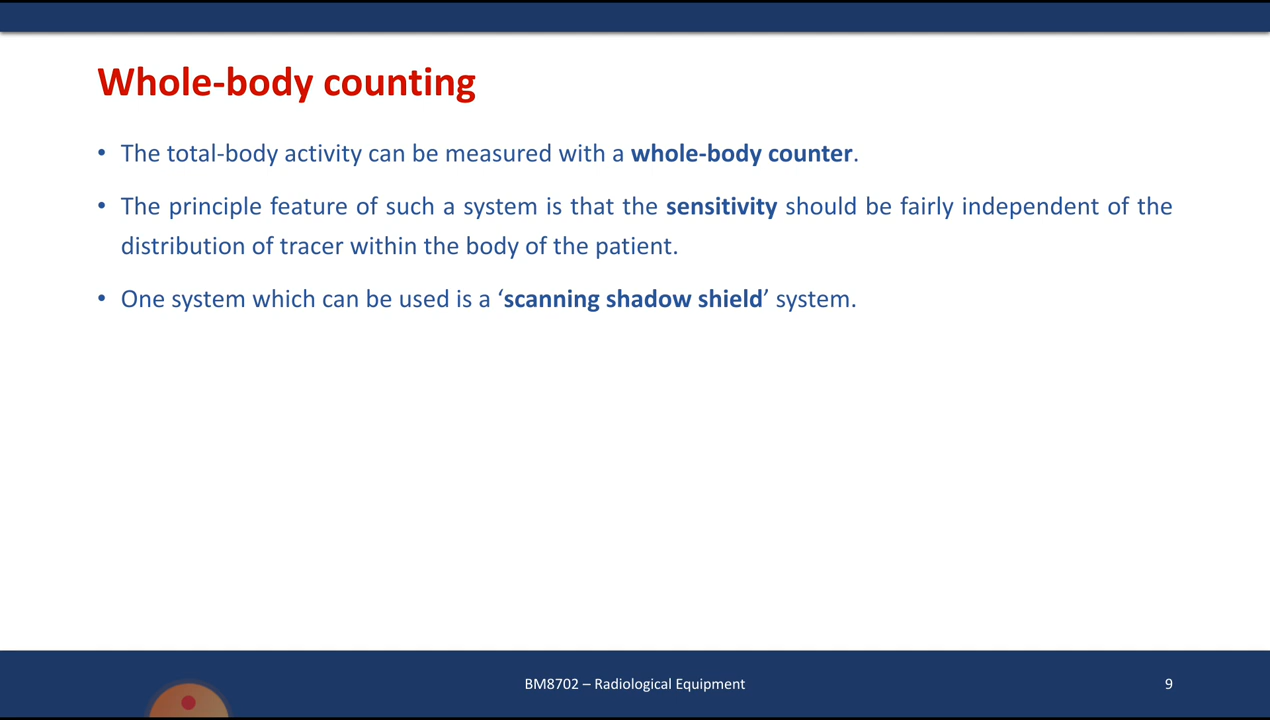 Whole-body counting
• The total-body activity can be measured with a whole-body counter.
• The principle feature of such a system is that the sensitivity should be fairly independent of the
distribution of tracer within the body of the patient.
• One system which can be used is a ‘scanning shadow shield’ system.
BM8702 – Radiological Equipment
9